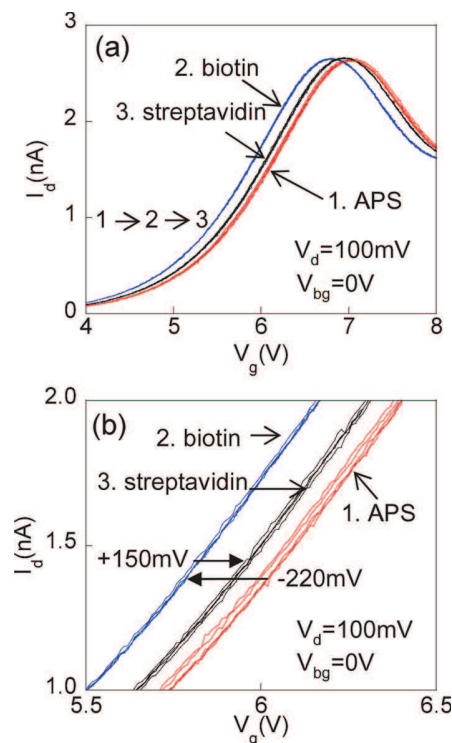 (a)
2. biotin
3. streptavidin
1. APS
1 → 2 → 3
V_d=100mV
V_bg=0V
I_d(nA)
3
2
1
0
4 5 6 7 8
V_g(V)
(b)
2. biotin
3. streptavidin
1. APS
+150mV
-220mV
V_d=100mV
V_bg=0V
I_d(nA)
2.0
1.5
1.0
5.5 6 6.5
V_g(V)